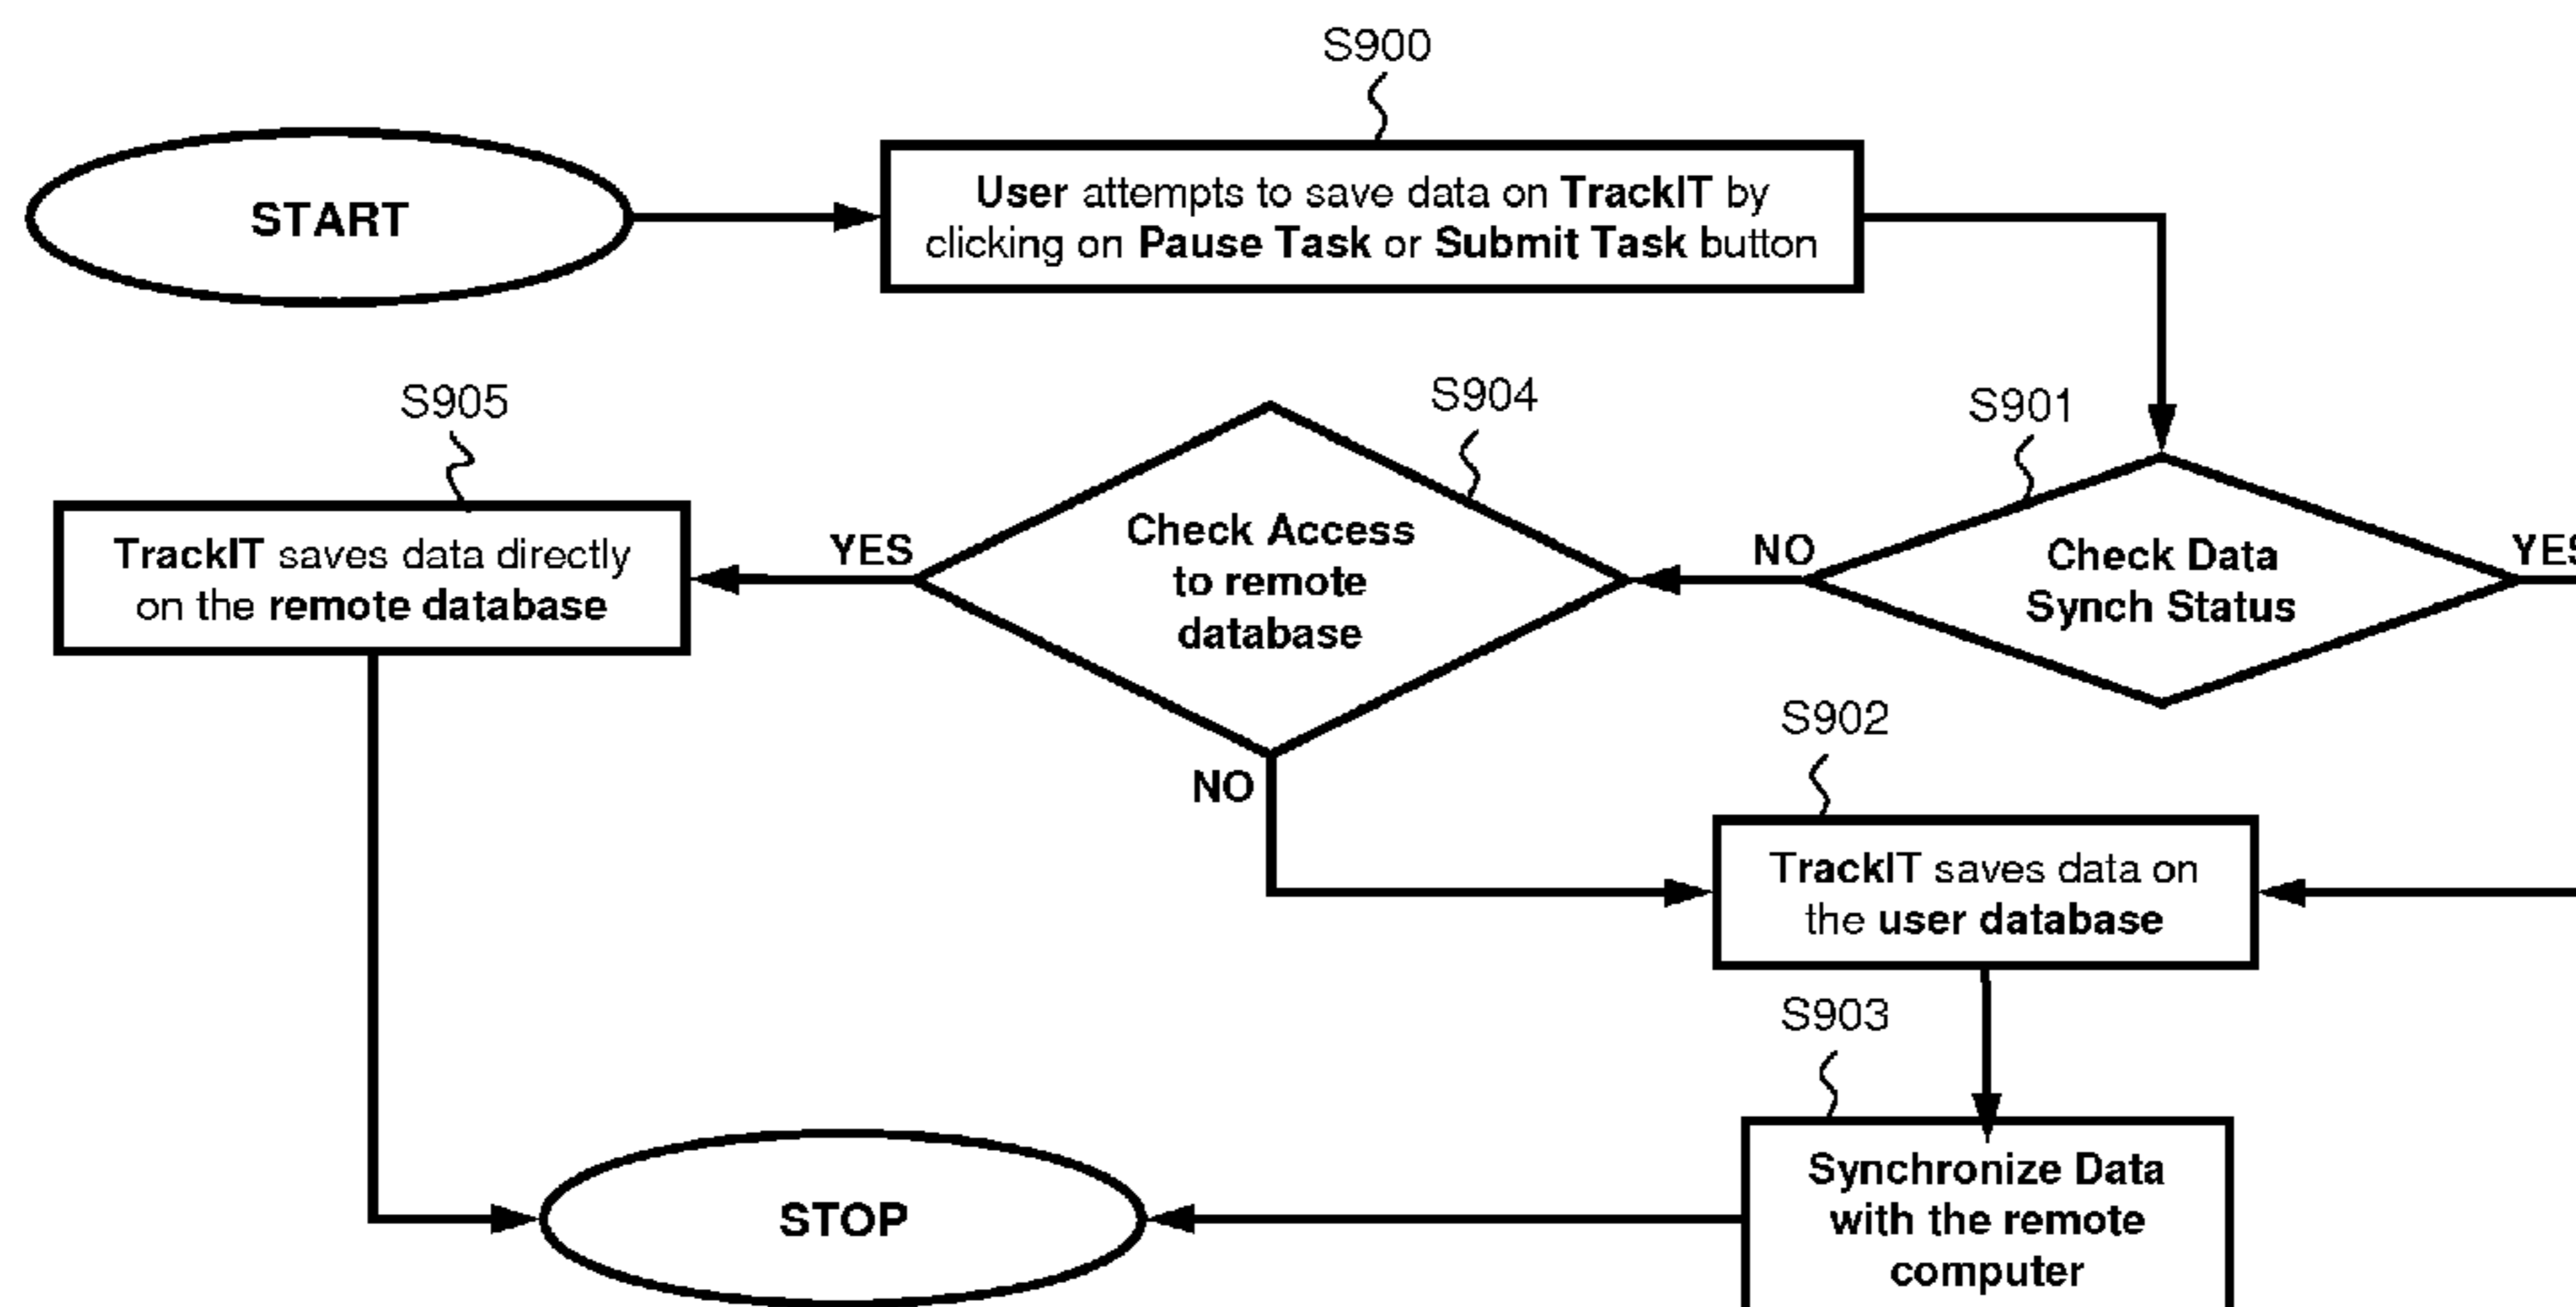 S900
START
User attempts to save data on TrackIT by
clicking on Pause Task or Submit Task button
S905
S904
S901
TrackIT saves data directly
on the remote database
YES
Check Access
to remote
database
NO
Check Data
Synch Status
YES
NO
S902
TrackIT saves data on
the user database
S903
STOP
Synchronize Data
with the remote
computer